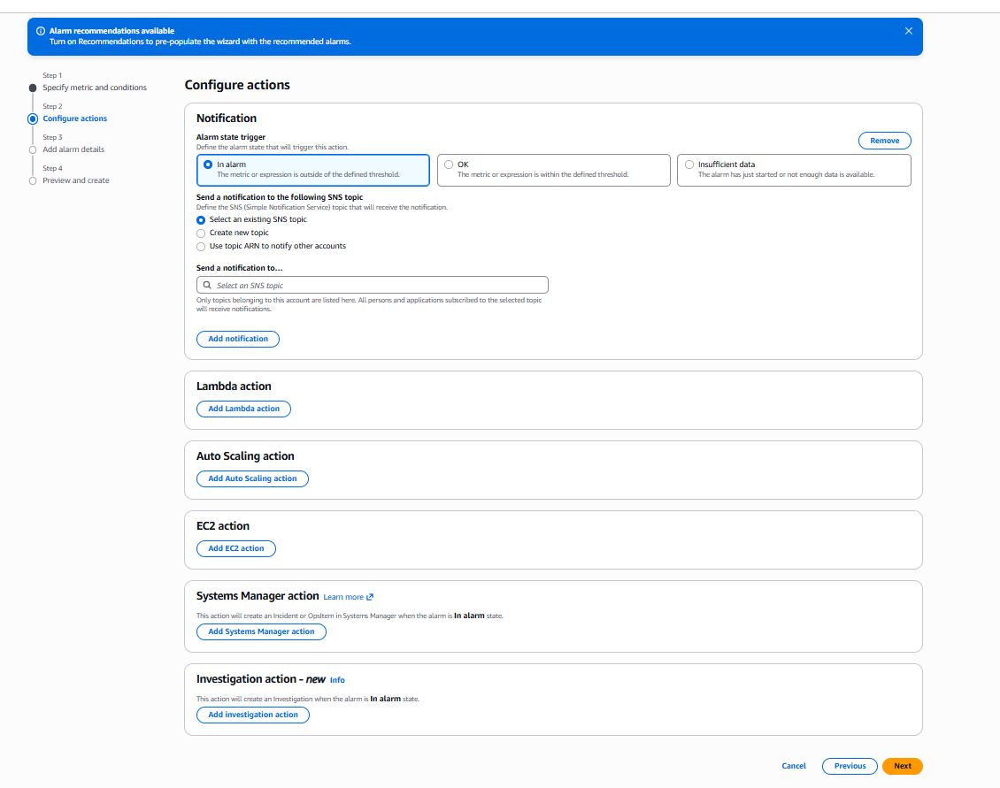 Alarm recommendations available
Turn on Recommendations to pre-populate the wizard with the recommended alarms.
Step 1
Specify metric and conditions
Step 2
Configure actions
Step 3
Add alarm details
Step 4
Preview and create
Configure actions
Notification
Alarm state trigger
Define the alarm state that will trigger this action.
Remove
In alarm
The metric or expression is outside of the defined threshold.
OK
The metric or expression is within the defined threshold.
Insufficient data
The alarm has just started or not enough data is available.
Send a notification to the following SNS topic
Define the SNS (Simple Notification Service) topic that will receive the notification.
Select an existing SNS topic
Create new topic
Use topic ARN to notify other accounts
Send a notification to…
Select an SNS topic
Only topics belonging to this account are listed here. All persons and applications subscribed to the selected topic
will receive notifications.
Add notification
Lambda action
Add Lambda action
Auto Scaling action
Add Auto Scaling action
EC2 action
Add EC2 action
Systems Manager action Learn more
This action will create an Incident or OpsItem in Systems Manager when the alarm is In alarm state.
Add Systems Manager action
Investigation action - new Info
This action will create an Investigation when the alarm is In alarm state.
Add investigation action
Cancel
Previous
Next